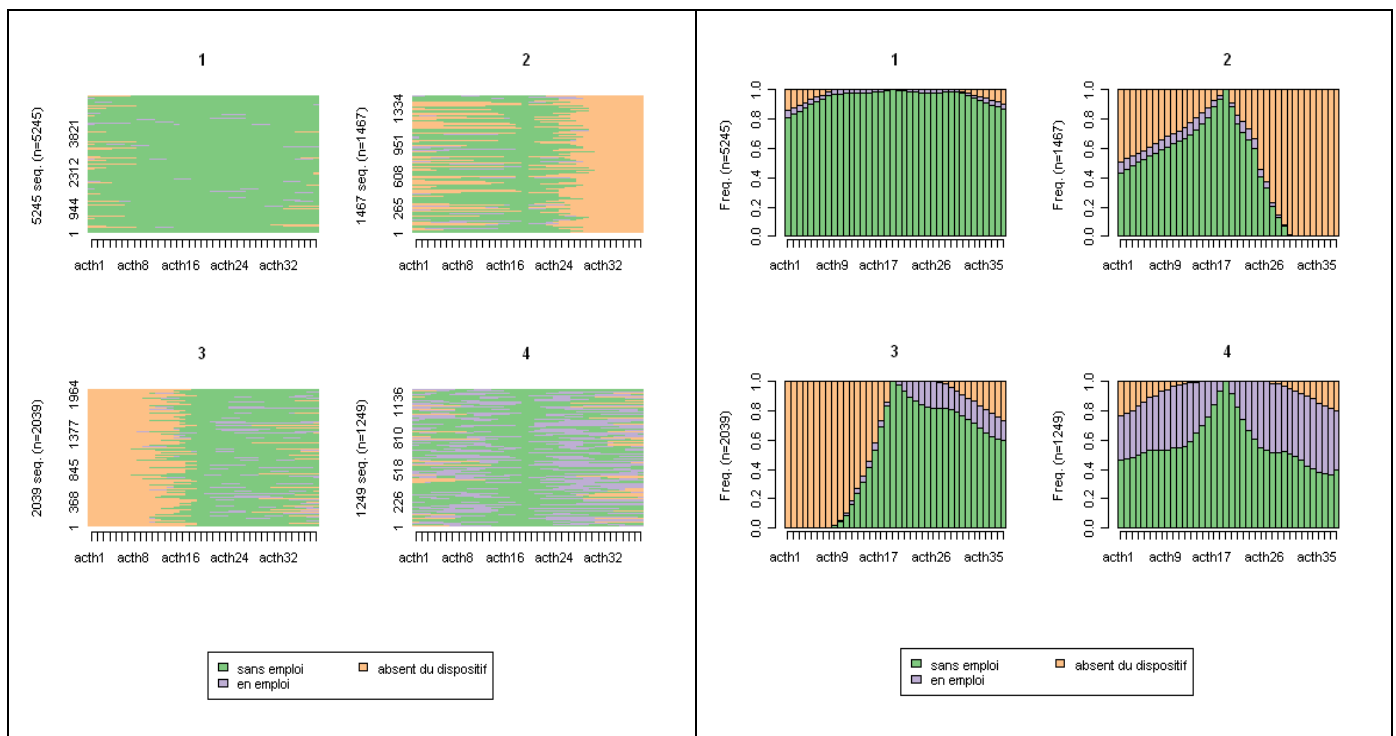 1
2
5245 seq. (n=5245)
1 944 2312 3821
acth1 acth8 acth16 acth24 acth32
1467 seq. (n=1467)
1 265 608 951 1334
acth1 acth8 acth16 acth24 acth32
3
4
2039 seq. (n=2039)
1 368 845 1377 1964
acth1 acth8 acth16 acth24 acth32
1249 seq. (n=1249)
1 226 518 810 1136
acth1 acth8 acth16 acth24 acth32
sans emploi
absent du dispositif
en emploi
1
2
Freq. (n=5245)
0.0 0.2 0.4 0.6 0.8 1.0
acth1 acth9 acth17 acth26 acth35
Freq. (n=1467)
0.0 0.2 0.4 0.6 0.8 1.0
acth1 acth9 acth17 acth26 acth35
3
4
Freq. (n=2039)
0.0 0.2 0.4 0.6 0.8 1.0
acth1 acth9 acth17 acth26 acth35
Freq. (n=1249)
0.0 0.2 0.4 0.6 0.8 1.0
acth1 acth9 acth17 acth26 acth35
sans emploi
absent du dispositif
en emploi